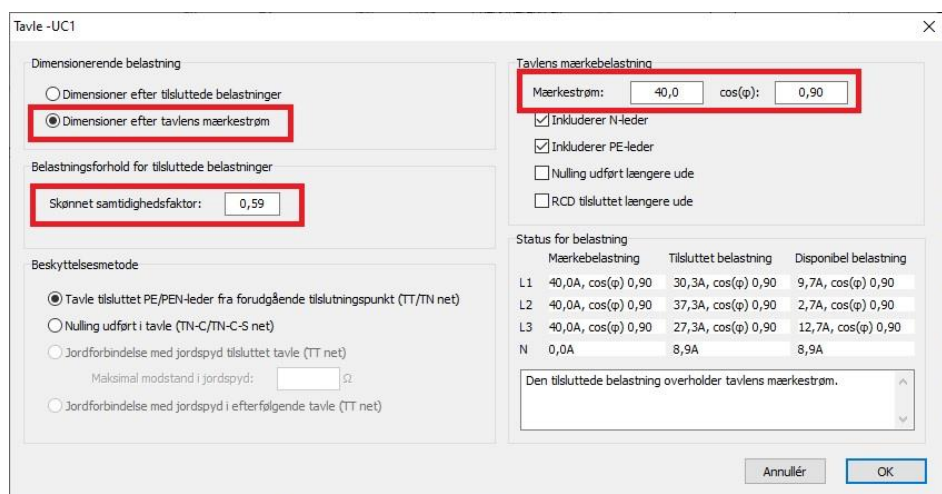 Tavle -UC1
Dimensionerende belastning
Dimensioner efter tilsluttede belastninger
Dimensioner efter tavlens mærkestrøm
Belastningsforhold for tilsluttede belastninger
Skønnet samtidighedsfaktor: 0,59
Beskyttelsesmetode
Tavle tilsluttet PE/PEN-leder fra forudgående tilslutningspunkt (TT/TN net)
Nulling udført i tavle (TN-C/TN-C-S net)
Jordforbindelse med jordspyd tilsluttet tavle (TT net)
Maksimal modstand i jordspyd: Ω
Jordforbindelse med jordspyd i efterfølgende tavle (TT net)
Tavlens mærkebelastning
Mærkestrøm: 40,0 cos(φ): 0,90
Inkluderer N-leder
Inkluderer PE-leder
Nulling udført længere ude
RCD tilsluttet længere ude
Status for belastning
Mærkebelastning Tilsluttet belastning Disponibel belastning
L1 40,0A, cos(φ) 0,90 30,3A, cos(φ) 0,90 9,7A, cos(φ) 0,90
L2 40,0A, cos(φ) 0,90 37,3A, cos(φ) 0,90 2,7A, cos(φ) 0,90
L3 40,0A, cos(φ) 0,90 27,3A, cos(φ) 0,90 12,7A, cos(φ) 0,90
N 0,0A 8,9A 8,9A
Den tilsluttede belastning overholder tavlens mærkestrøm.
Annullér OK